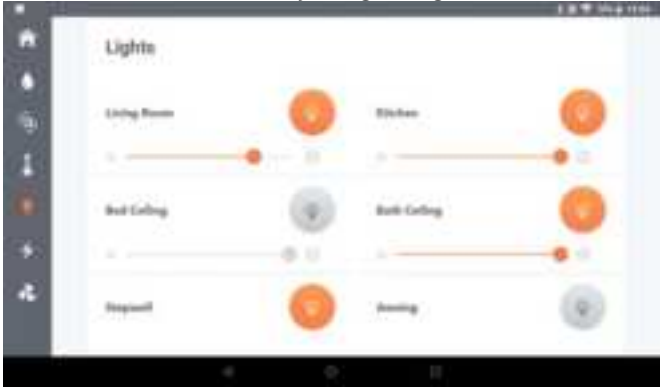 Lights
Living Room
Kitchen
Bed Ceiling
Bath Ceiling
Stepwell
Awning